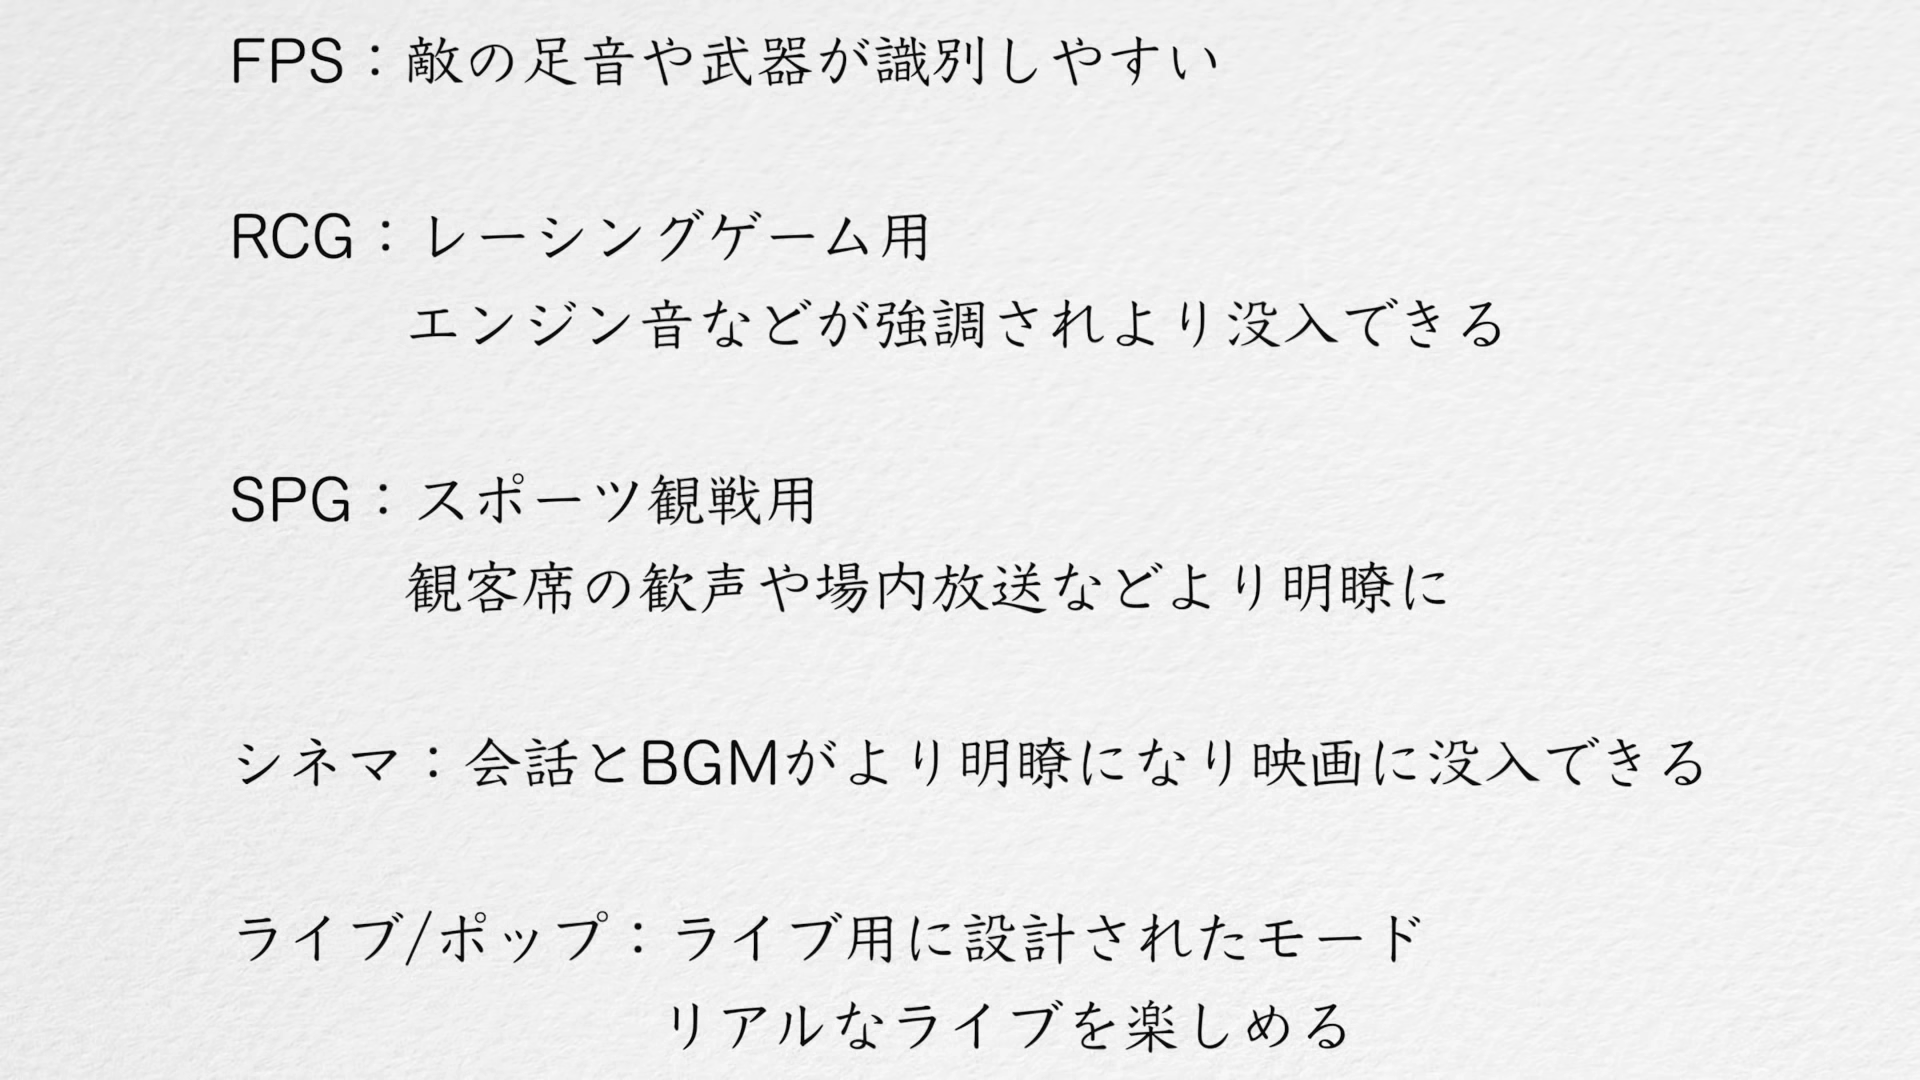 FPS：敵の足音や武器が識別しやすい
RCG：レーシングゲーム用
エンジン音などが強調されより没入できる
SPG：スポーツ観戦用
観客席の歓声や場内放送などより明瞭に
シネマ：会話とBGMがより明瞭になり映画に没入できる
ライブ/ポップ：ライブ用に設計されたモード
リアルなライブを楽しめる